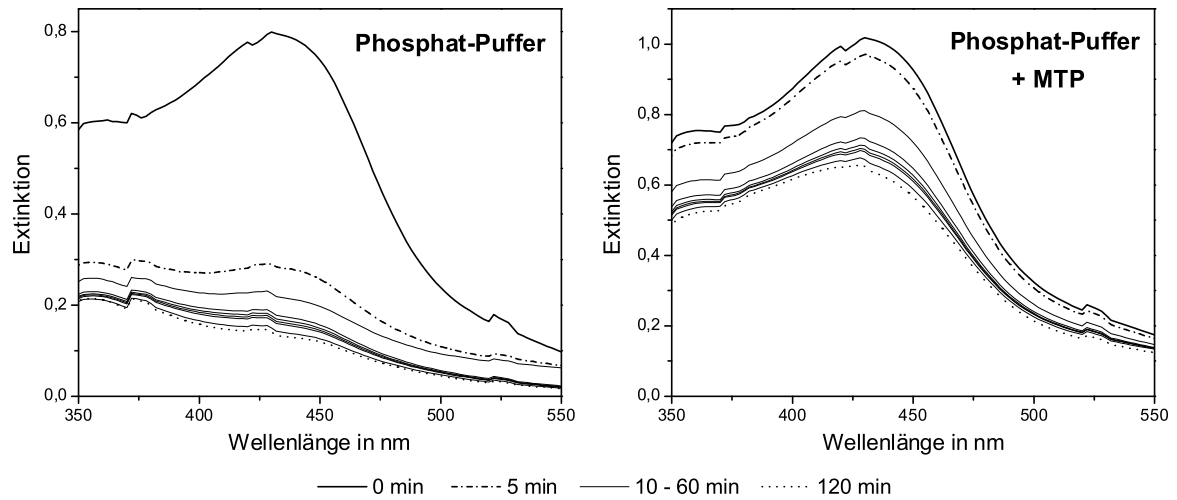 Phosphat-Puffer
Extinktion
0,8
0,6
0,4
0,2
0,0
350
400
450
500
550
Wellenlänge in nm
Phosphat-Puffer
+ MTP
Extinktion
1,0
0,8
0,6
0,4
0,2
0,0
350
400
450
500
550
Wellenlänge in nm
0 min
5 min
10 - 60 min
120 min